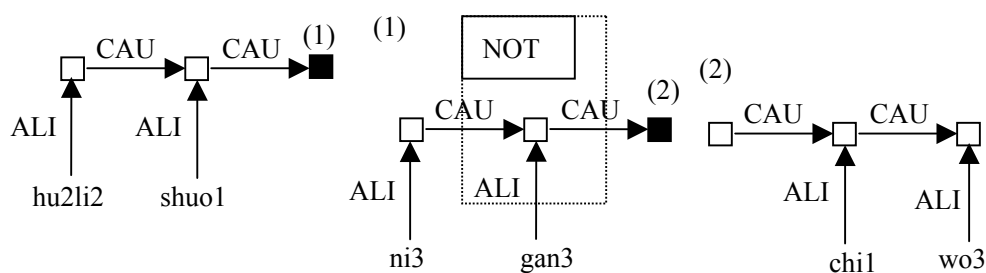 (1) (1) NOT
CAU CAU (2) (2)
CAU CAU CAU CAU
ALI ALI ALI ALI ALI ALI
hu2li2 shuo1 ni3 gan3 chi1 wo3